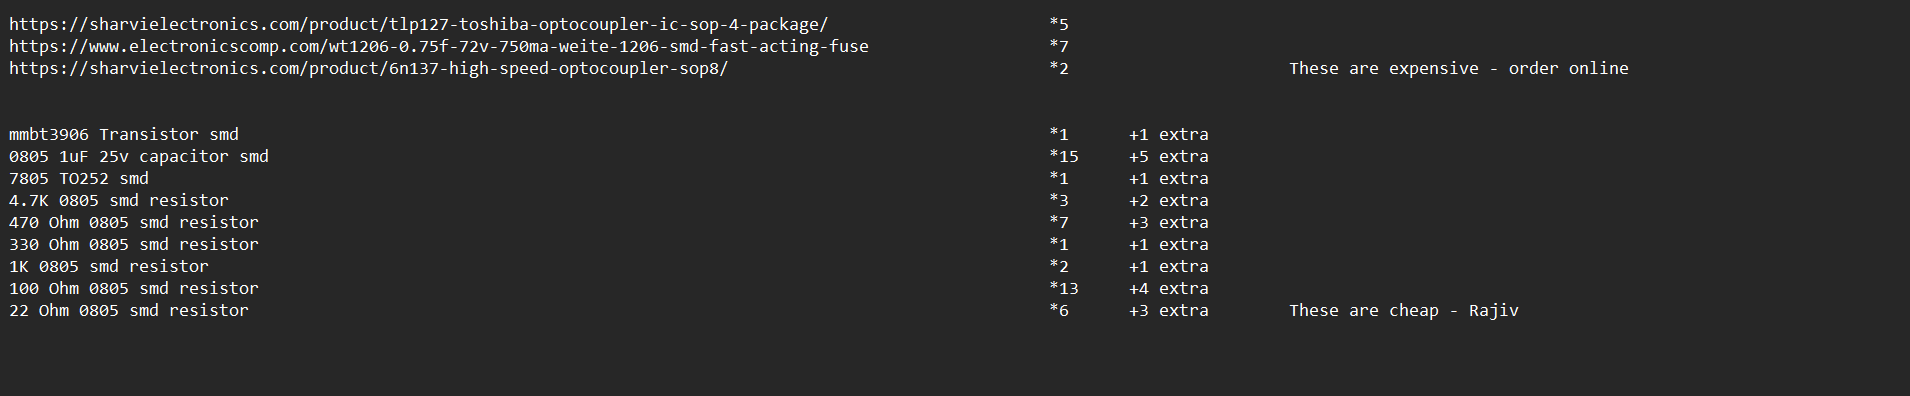 https://sharvielectronics.com/product/tlp127-toshiba-optocoupler-ic-sop-4-package/ *5
https://www.electronicscomp.com/wt1206-0.75f-72v-750ma-weite-1206-smd-fast-acting-fuse *7
https://sharvielectronics.com/product/6n137-high-speed-optocoupler-sop8/ *2 These are expensive - order online
mmbt3906 Transistor smd *1 +1 extra
0805 1uF 25v capacitor smd *15 +5 extra
7805 TO252 smd *1 +1 extra
4.7K 0805 smd resistor *3 +2 extra
470 Ohm 0805 smd resistor *7 +3 extra
330 Ohm 0805 smd resistor *1 +1 extra
1K 0805 smd resistor *2 +1 extra
100 Ohm 0805 smd resistor *13 +4 extra
22 Ohm 0805 smd resistor *6 +3 extra These are cheap - Rajiv